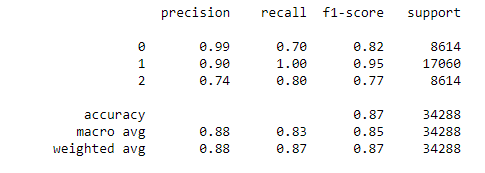 precision recall f1-score support
0 0.99 0.70 0.82 8614
1 0.90 1.00 0.95 17060
2 0.74 0.80 0.77 8614
accuracy 0.87 34288
macro avg 0.88 0.83 0.85 34288
weighted avg 0.88 0.87 0.87 34288